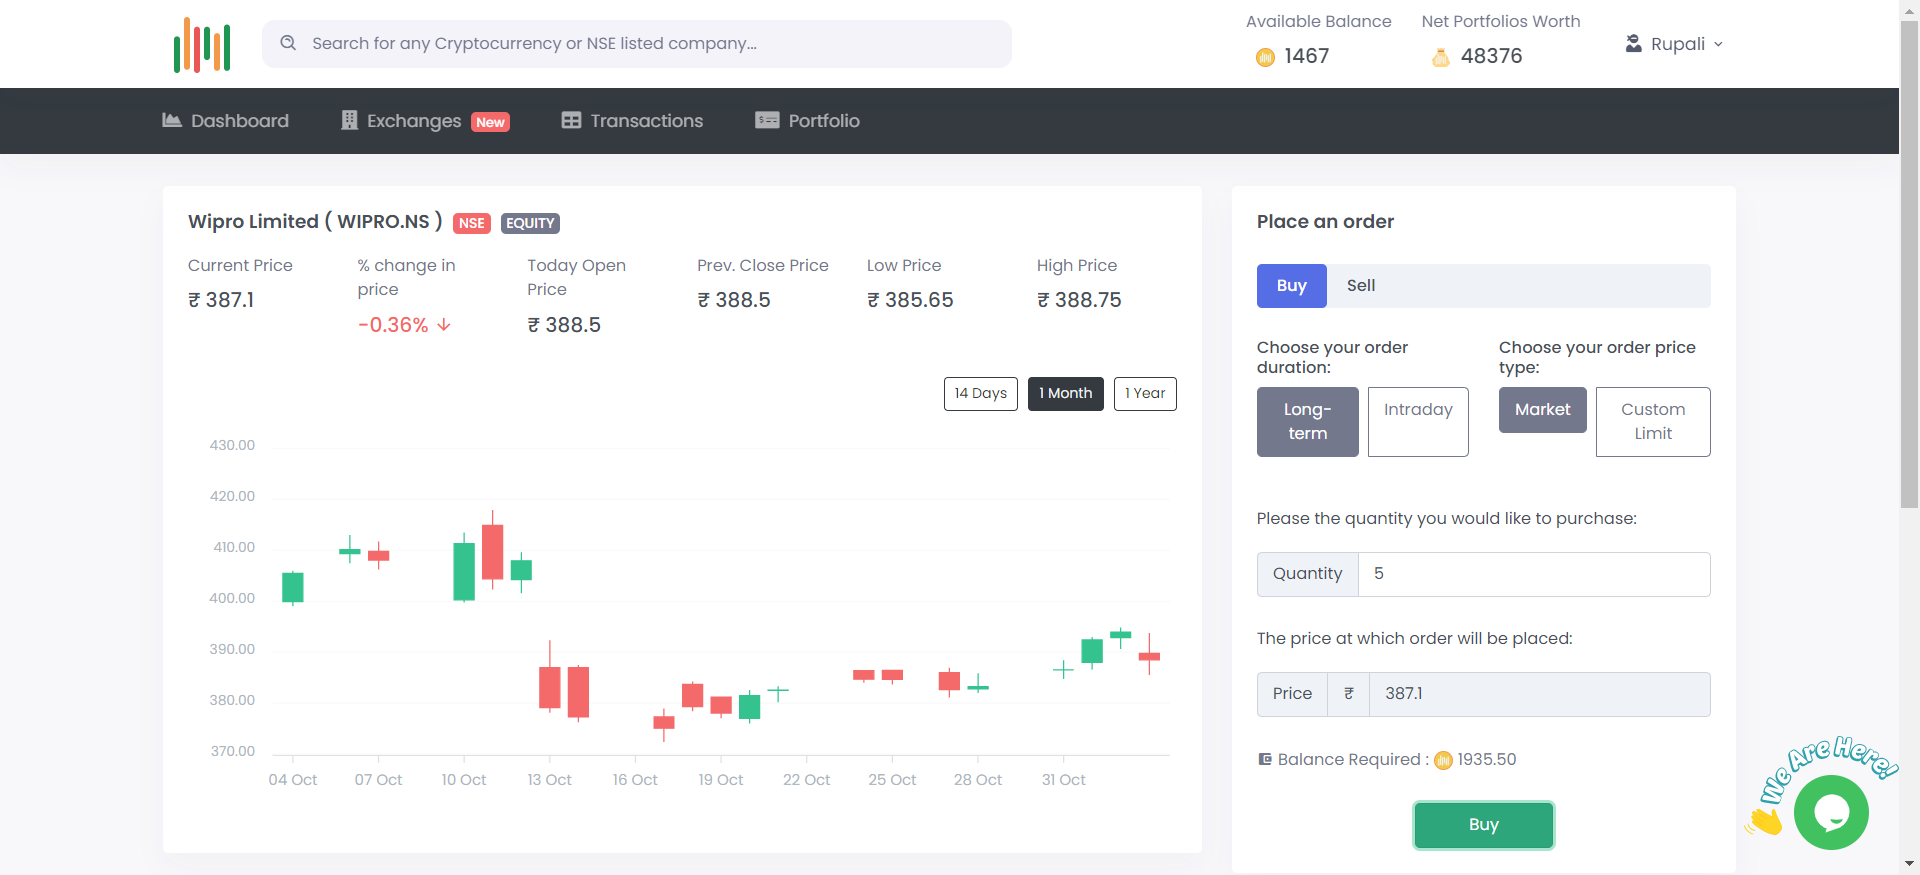 Search for any Cryptocurrency or NSE listed company...
Available Balance
1467
Net Portfolios Worth
48376
Rupali
Dashboard
Exchanges New
Transactions
Portfolio
Wipro Limited ( WIPRO.NS ) NSE EQUITY
Current Price
₹ 387.1
% change in
price
-0.36% ↓
Today Open
Price
₹ 388.5
Prev. Close Price
₹ 388.5
Low Price
₹ 385.65
High Price
₹ 388.75
14 Days
1 Month
1 Year
430.00
420.00
410.00
400.00
390.00
380.00
370.00
04 Oct
07 Oct
10 Oct
13 Oct
16 Oct
19 Oct
22 Oct
25 Oct
28 Oct
31 Oct
Place an order
Buy
Sell
Choose your order
duration:
Long-
term
Intraday
Choose your order price
type:
Market
Custom
Limit
Please the quantity you would like to purchase:
Quantity
5
The price at which order will be placed:
Price
₹
387.1
Balance Required : 1935.50
Buy
We Are Here!